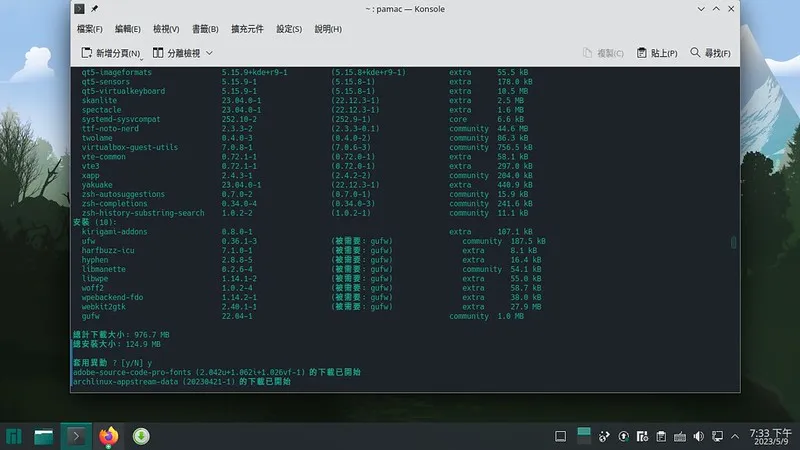 ~ : pamac — Konsole
檔案(F) 編輯(E) 檢視(V) 書籤(B) 擴充元件 設定(S) 說明(H)
新增分頁(N) 分離檢視 複製(C) 貼上(P) 尋找(F)
qt5-imageformats 5.15.9+kde+r9-1 (5.15.8+kde+r9-1) extra 55.5 kB
qt5-sensors 5.15.9-1 (5.15.8-1) extra 178.0 kB
qt5-virtualkeyboard 5.15.9-1 (5.15.8-1) extra 10.5 MB
skanlite 23.04.0-1 (22.12.3-1) extra 2.5 MB
spectacle 23.04.0-1 (22.12.3-1) extra 1.6 MB
systemd-sysvcompat 252.10-2 (252.9-1) core 6.6 kB
ttf-noto-nerd 2.3.3-2 (2.3.3-0.1) community 44.6 MB
twolame 0.4.0-3 (0.4.0-2) community 86.3 kB
virtualbox-guest-utils 7.0.8-1 (7.0.6-3) community 756.5 kB
vte-common 0.72.1-1 (0.72.0-1) extra 58.1 kB
vte3 0.72.1-1 (0.72.0-1) extra 297.0 kB
xapp 2.4.3-1 (2.4.2-2) community 204.0 kB
yakuake 23.04.0-1 (22.12.3-1) extra 440.9 kB
zsh-autosuggestions 0.7.0-2 (0.7.0-1) community 15.9 kB
zsh-completions 0.34.0-4 (0.34.0-3) community 241.6 kB
zsh-history-substring-search 1.0.2-2 (1.0.2-1) community 11.1 kB
安裝 (10):
kirigami-addons 0.8.0-1 extra 107.1 kB
ufw 0.36.1-3 (被需要: gufw) community 187.5 kB
harfbuzz-icu 7.1.0-1 (被需要: gufw) extra 8.1 kB
hyphen 2.8.8-5 (被需要: gufw) extra 16.4 kB
libmanette 0.2.6-4 (被需要: gufw) community 54.1 kB
libwpe 1.14.1-2 (被需要: gufw) extra 55.0 kB
woff2 1.0.2-4 (被需要: gufw) extra 58.7 kB
wpebackend-fdo 1.14.2-1 (被需要: gufw) extra 38.0 kB
webkit2gtk 2.40.1-1 (被需要: gufw) extra 27.9 MB
gufw 22.04-1 community 1.0 MB
總計下載大小: 976.7 MB
總安裝大小: 124.9 MB
套用異動 ? [y/N] y
adobe-source-code-pro-fonts (2.042u+1.062i+1.026vf-1) 的下載已開始
archlinux-appstream-data (20230421-1) 的下載已開始
7:33 下午
2023/5/9